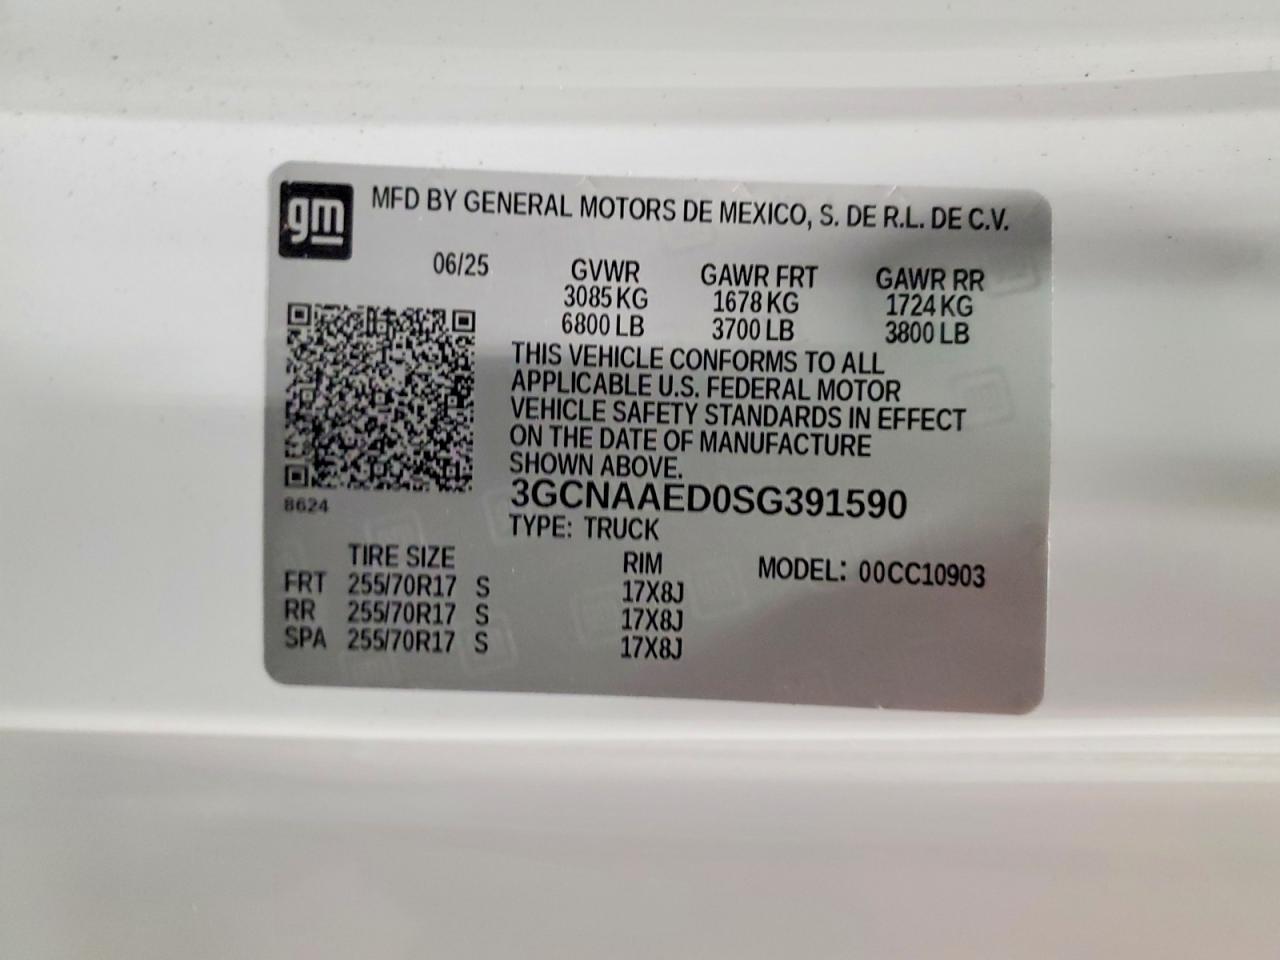 gm
MFD BY GENERAL MOTORS DE MEXICO, S. DE R.L. DE C.V.
06/25 GVWR GAWR FRT GAWR RR
3085 KG 1678 KG 1724 KG
6800 LB 3700 LB 3800 LB
THIS VEHICLE CONFORMS TO ALL
APPLICABLE U.S. FEDERAL MOTOR
VEHICLE SAFETY STANDARDS IN EFFECT
ON THE DATE OF MANUFACTURE
SHOWN ABOVE.
3GCNAAED0SG391590
8624
TYPE: TRUCK
TIRE SIZE RIM MODEL: 00CC10903
FRT 255/70R17 S 17X8J
RR 255/70R17 S 17X8J
SPA 255/70R17 S 17X8J